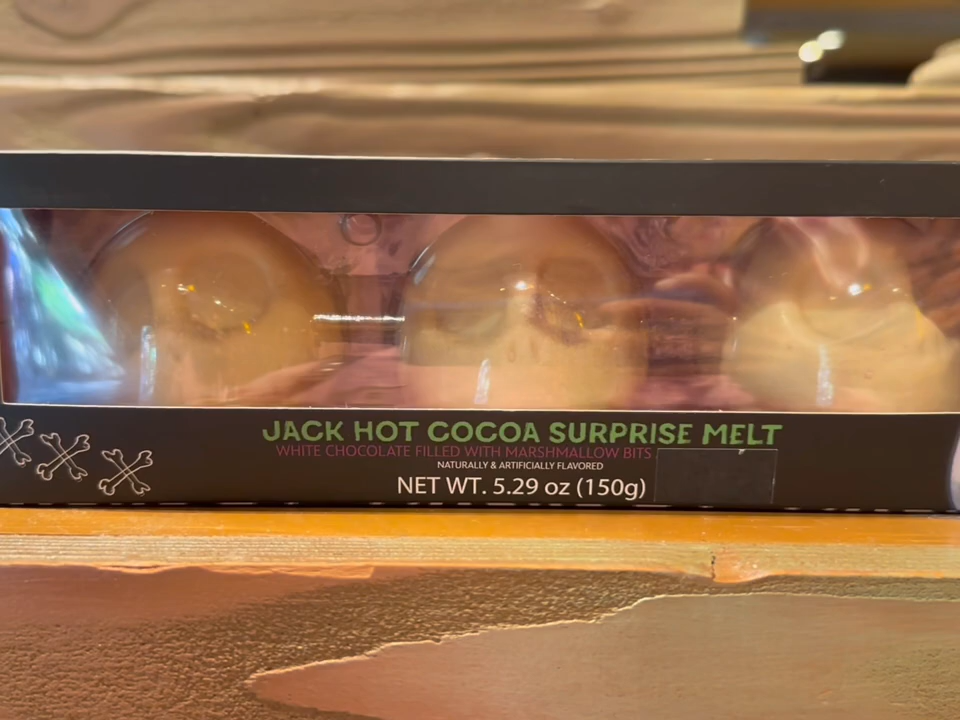 JACK HOT COCOA SURPRISE MELT
WHITE CHOCOLATE FILLED WITH MARSHMALLOW BITS
NATURALLY & ARTIFICIALLY FLAVORED
NET WT. 5.29 oz (150g)